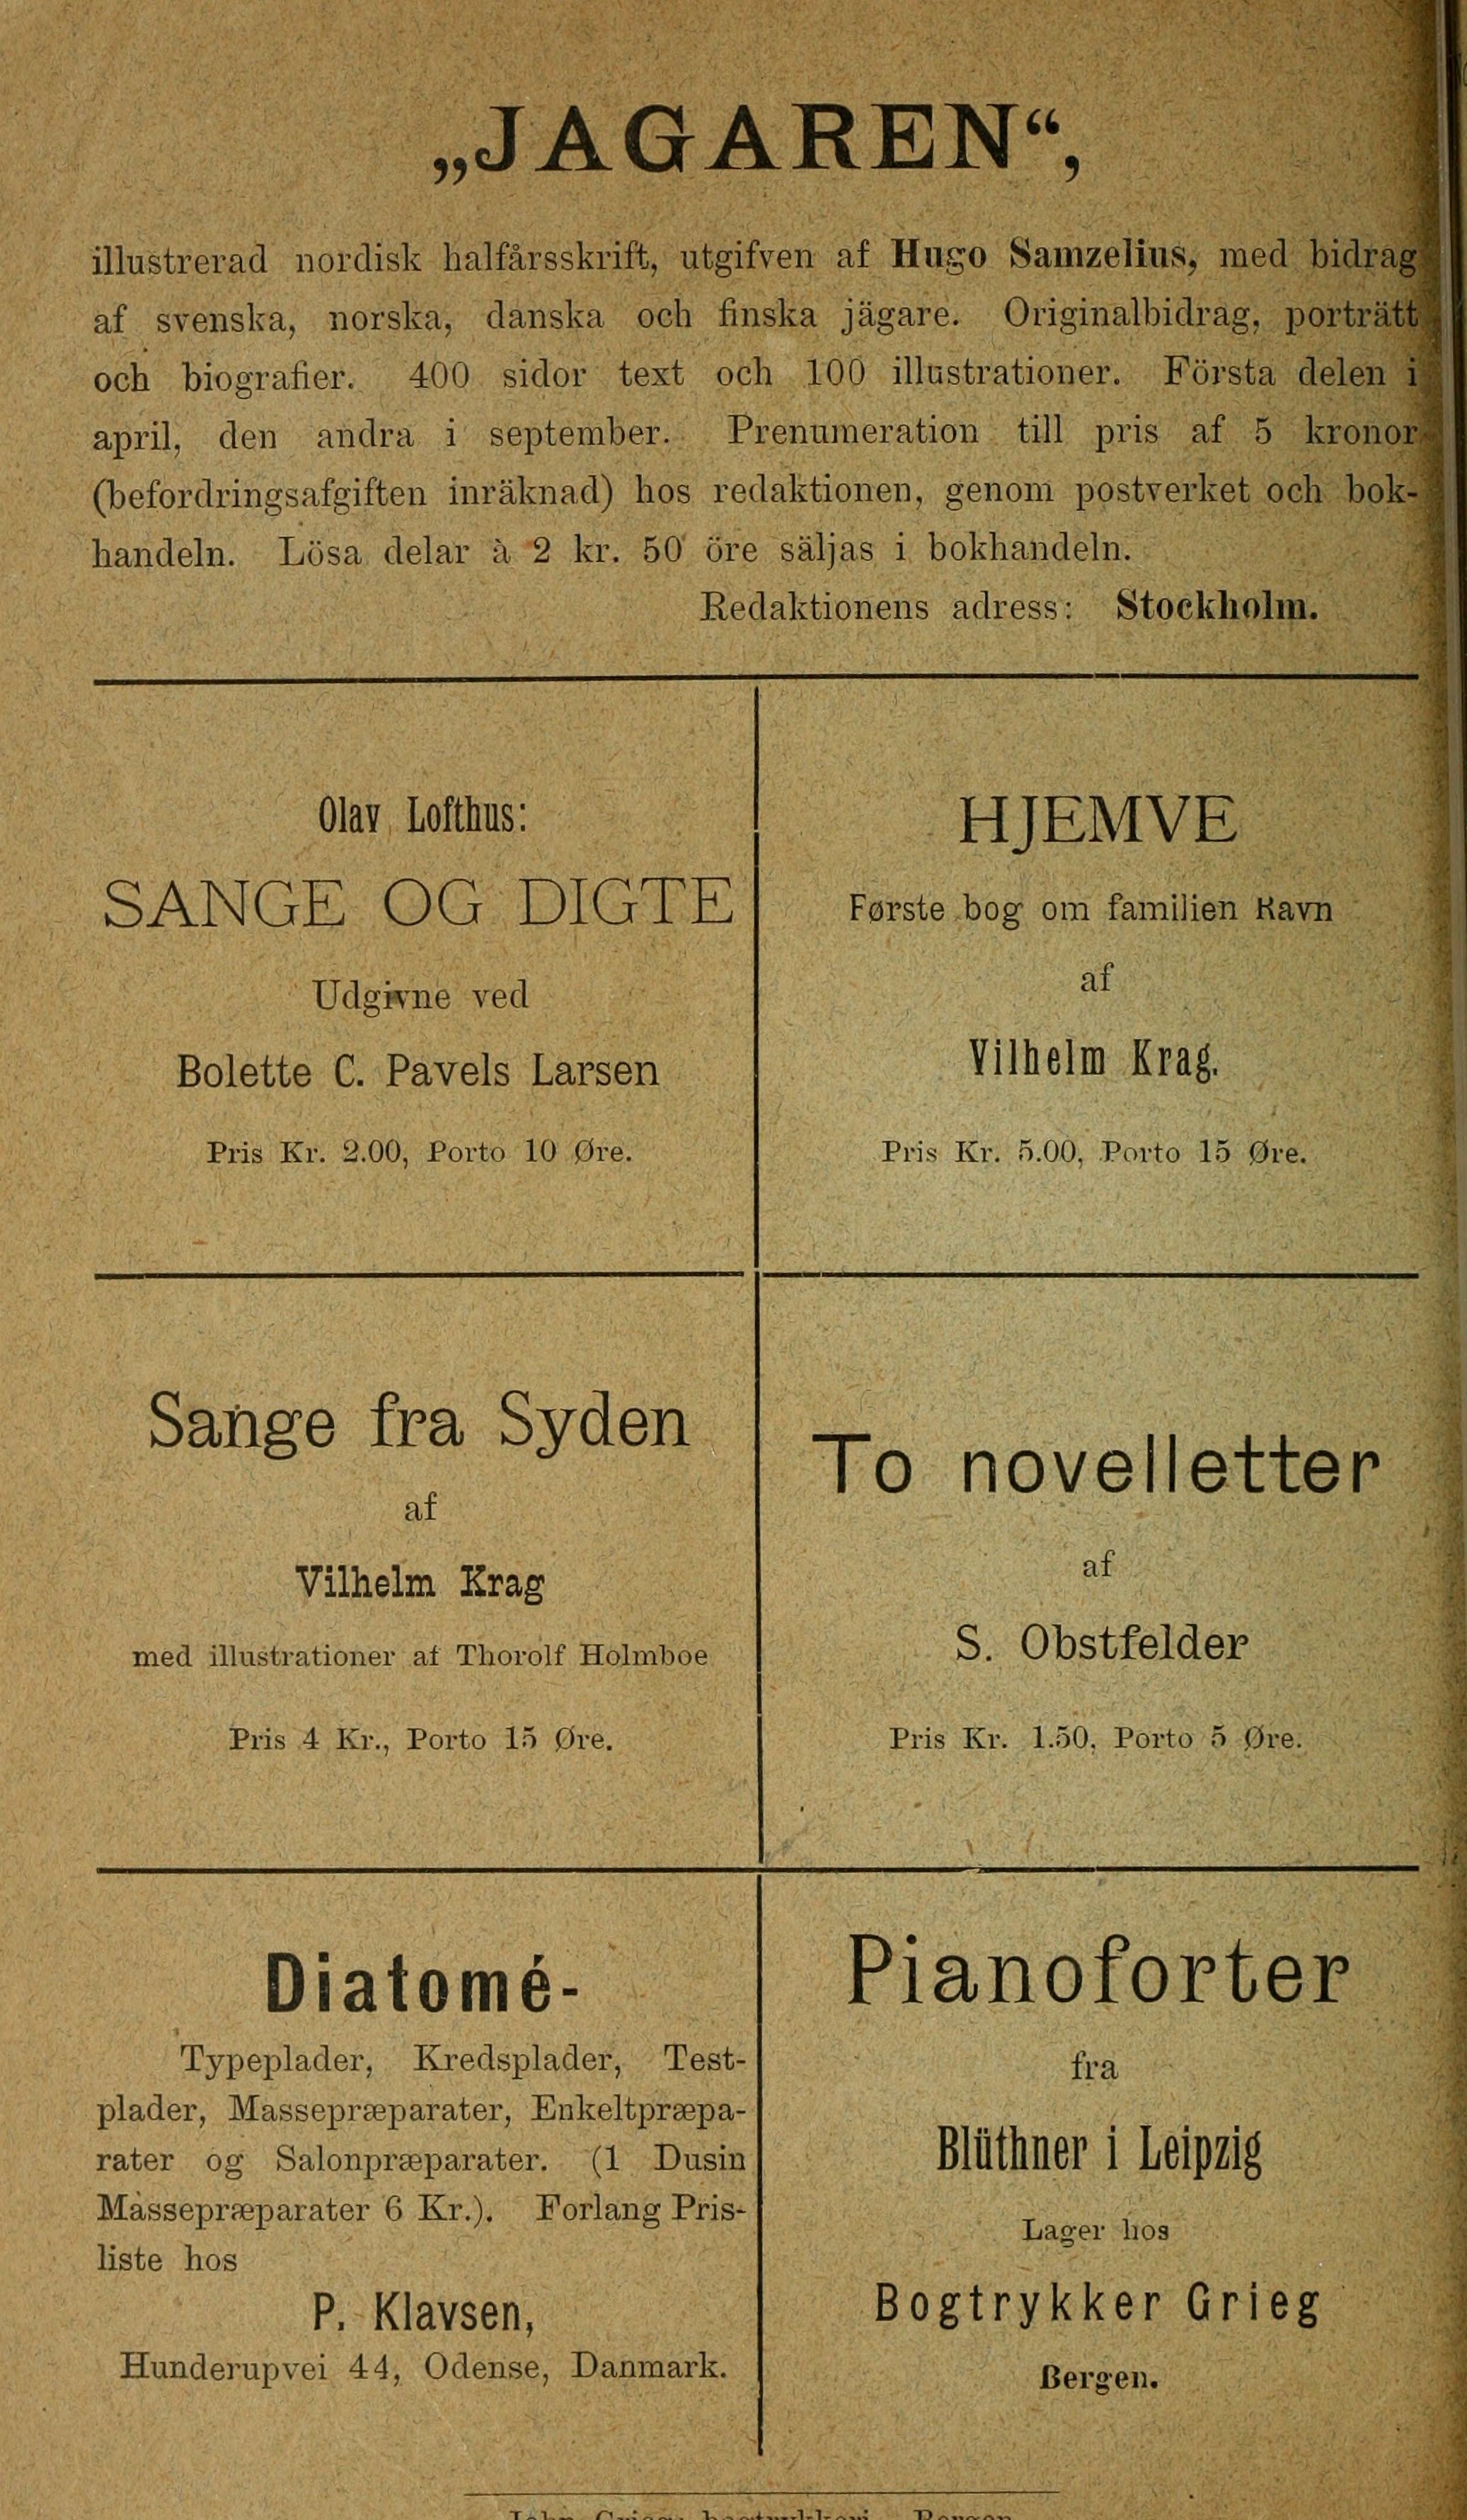 „JAGAREN“,
illustrerad nordisk halfårsskrift, utgifven af Hugo Samzelius, med bidrag
af svenska, norska, danska och finska jägare. Originalbidrag, porträtt
och biografier. 400 sidor text och 100 illustrationer. Första delen i
april, den andra i september. Prenumeration till pris af 5 kronor
(befordringsafgiften inräknad) hos redaktionen, genom postverket och bok-
handeln. Lösa delar à 2 kr. 50 öre säljas i bokhandeln.
Redaktionens adress: Stockholm.
Olav Lofthus:
SANGE OG DIGTE
Udgivne ved
Bolette C. Pavels Larsen
Pris Kr. 2.00, Porto 10 Øre.
HJEMVE
Første bog om familien Ravn
af
Vilhelm Krag.
Pris Kr. 5.00, Porto 15 Øre.
Sange fra Syden
af
Vilhelm Krag
med illustrationer af Thorolf Holmboe
Pris 4 Kr., Porto 15 Øre.
To novelletter
af
S. Obstfelder
Pris Kr. 1.50, Porto 5 Øre.
Diatomé-
Typeplader, Kredsplader, Test-
plader, Massepræparater, Enkeltpræpa-
rater og Salonpræparater. (1 Dusin
Massepræparater 6 Kr.). Forlang Pris-
liste hos
P. Klavsen,
Hunderupvei 44, Odense, Danmark.
Pianoforter
fra
Blüthner i Leipzig
Lager hos
Bogtrykker Grieg
Bergen.